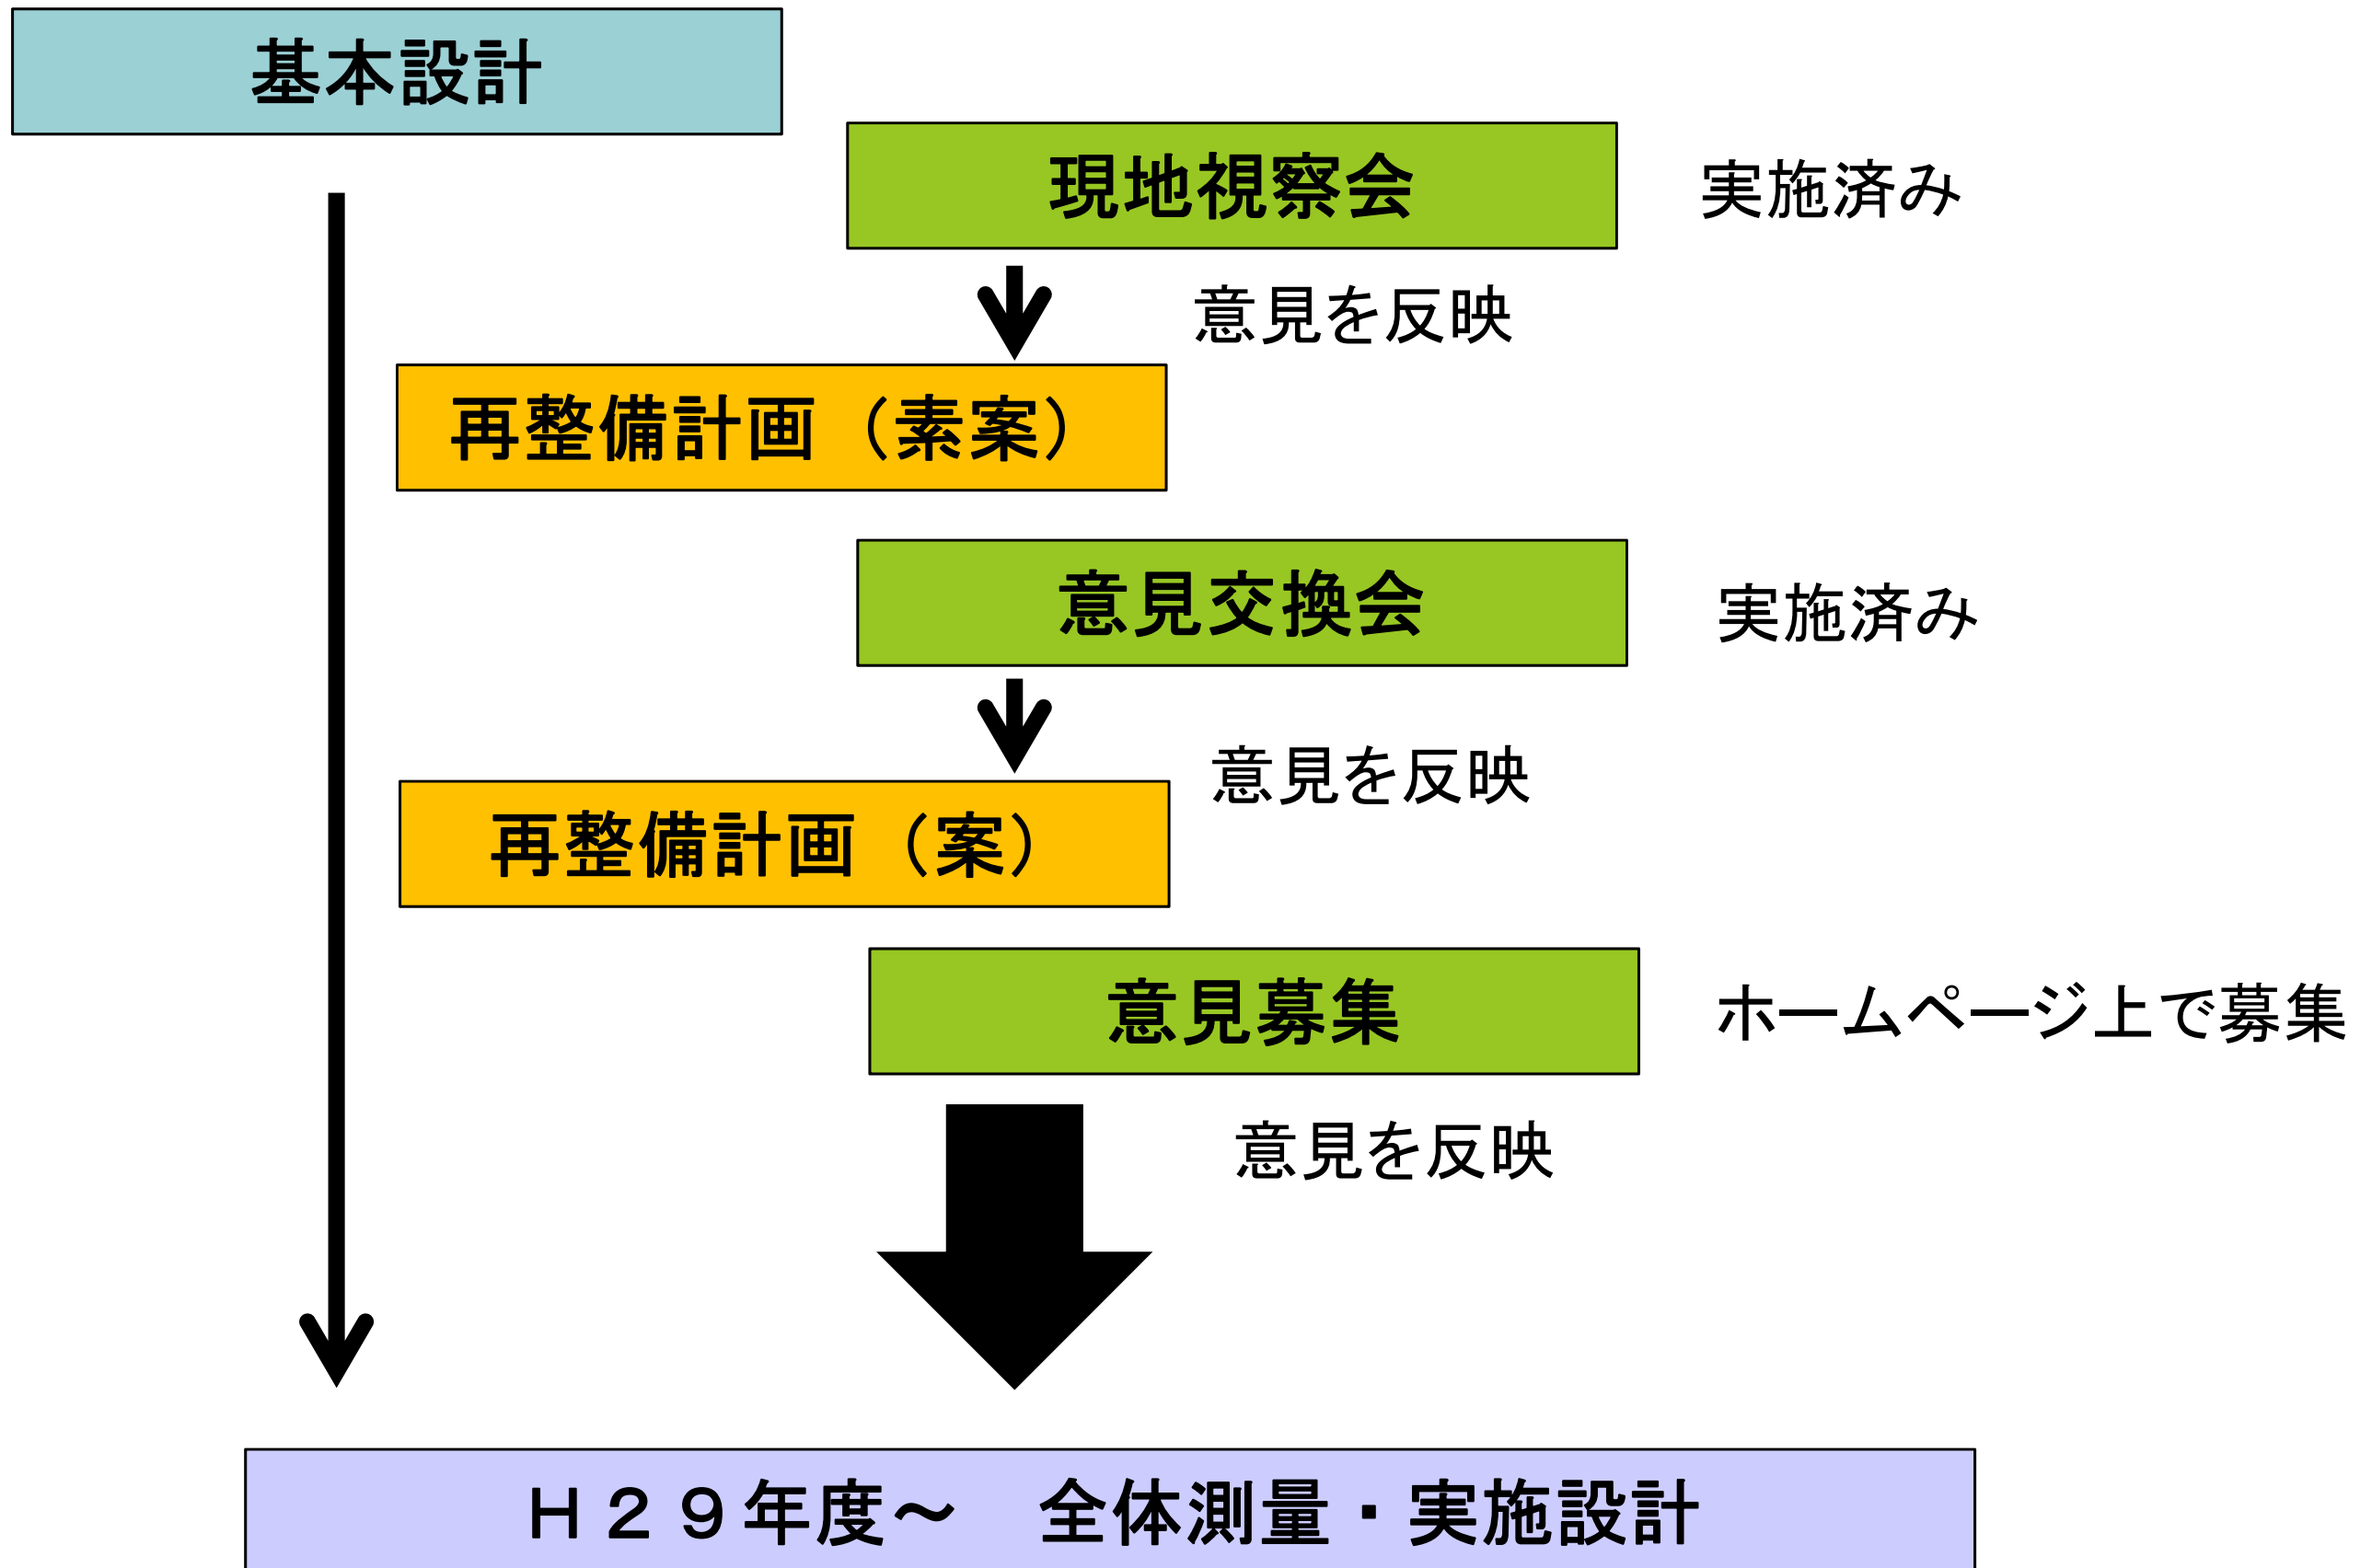 基本設計
現地視察会
実施済み
意見を反映
再整備計画（素案）
意見交換会
実施済み
意見を反映
再整備計画（案）
意見募集
ホームページ上で募集
意見を反映
Ｈ２９年度～　全体測量・実施設計